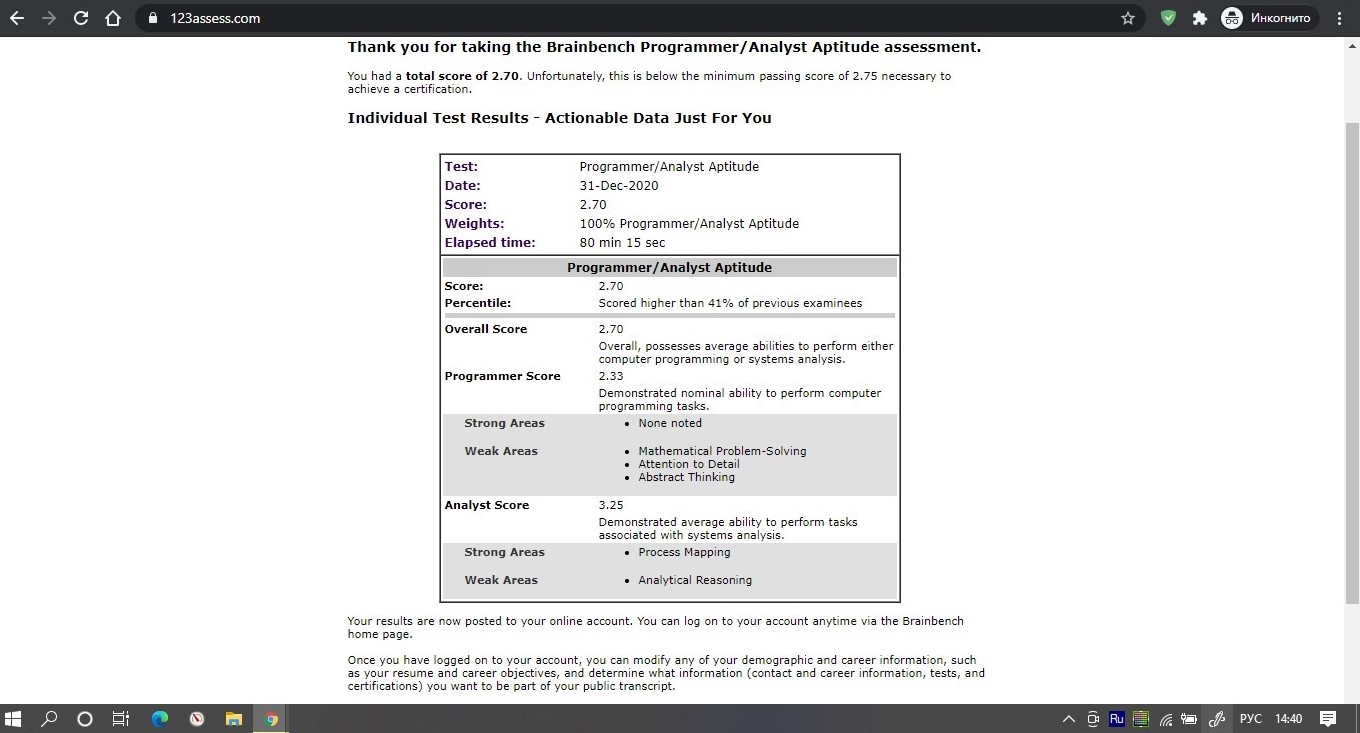 123assess.com
Инкогнито
Thank you for taking the Brainbench Programmer/Analyst Aptitude assessment.
You had a total score of 2.70. Unfortunately, this is below the minimum passing score of 2.75 necessary to
achieve a certification.
Individual Test Results - Actionable Data Just For You
Test: Programmer/Analyst Aptitude
Date: 31-Dec-2020
Score: 2.70
Weights: 100% Programmer/Analyst Aptitude
Elapsed time: 80 min 15 sec
Programmer/Analyst Aptitude
Score: 2.70
Percentile: Scored higher than 41% of previous examinees
Overall Score 2.70
Overall, possesses average abilities to perform either
computer programming or systems analysis.
Programmer Score 2.33
Demonstrated nominal ability to perform computer
programming tasks.
Strong Areas • None noted
Weak Areas • Mathematical Problem-Solving
• Attention to Detail
• Abstract Thinking
Analyst Score 3.25
Demonstrated average ability to perform tasks
associated with systems analysis.
Strong Areas • Process Mapping
Weak Areas • Analytical Reasoning
Your results are now posted to your online account. You can log on to your account anytime via the Brainbench
home page.
Once you have logged on to your account, you can modify any of your demographic and career information, such
as your resume and career objectives, and determine what information (contact and career information, tests, and
certifications) you want to be part of your public transcript.
Ru РУС 14:40